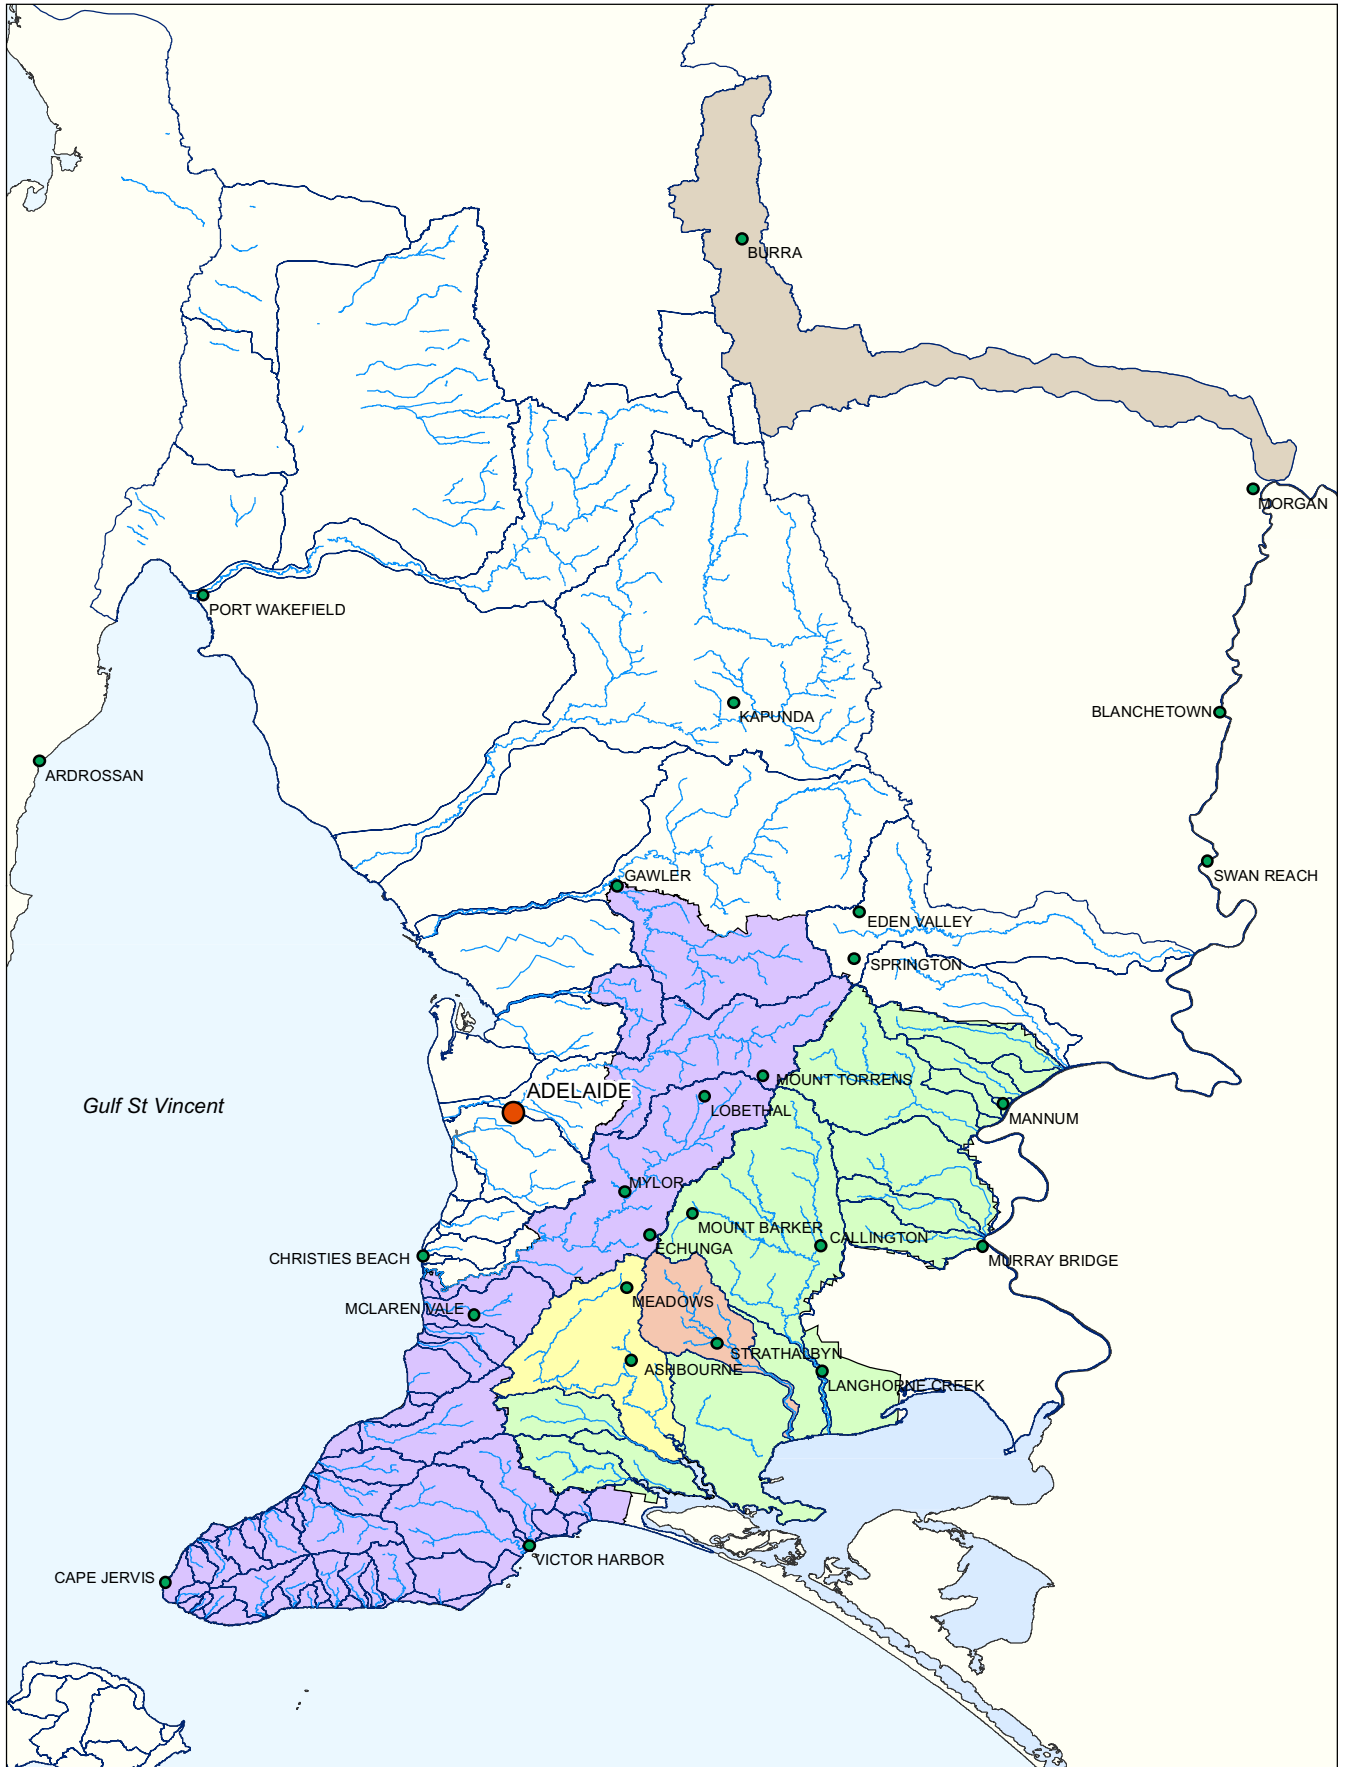 BURRA
MORGAN
PORT WAKEFIELD
KAPUNDA
BLANCHETOWN
ARDROSSAN
GAWLER
SWAN REACH
EDEN VALLEY
SPRINGTON
MOUNT TORRENS
ADELAIDE
LOBETHAL
Gulf St Vincent
MANNUM
MYLOR
MOUNT BARKER
CALLINGTON
ECHUNGA
CHRISTIES BEACH
MURRAY BRIDGE
MEADOWS
MCLAREN VALE
STRATHALBYN
ASHBOURNE
LANGHORNE CREEK
VICTOR HARBOR
CAPE JERVIS